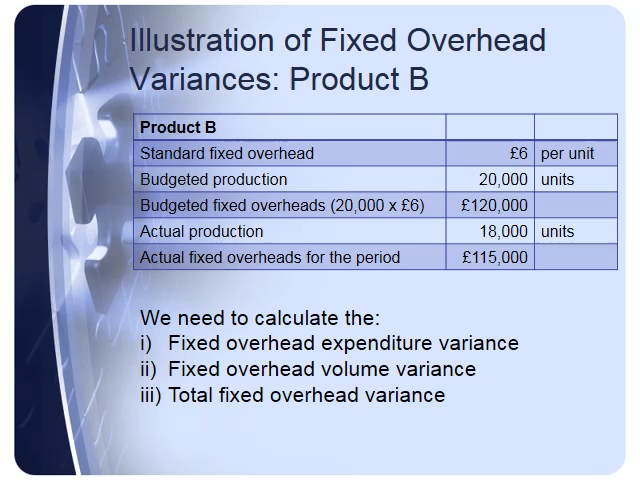 Illustration of Fixed Overhead
Variances: Product B
Product B
Standard fixed overhead £6 per unit
Budgeted production 20,000 units
Budgeted fixed overheads (20,000 x £6) £120,000
Actual production 18,000 units
Actual fixed overheads for the period £115,000
We need to calculate the:
i) Fixed overhead expenditure variance
ii) Fixed overhead volume variance
iii) Total fixed overhead variance